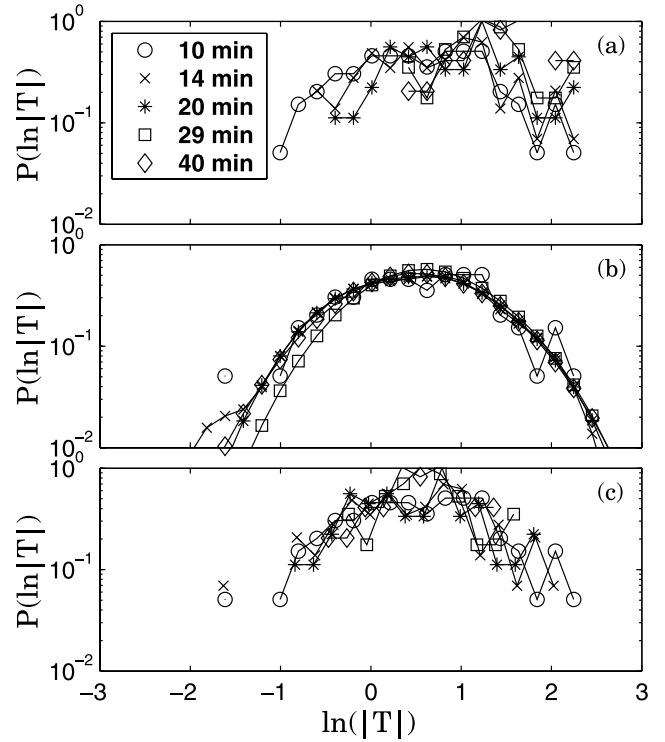 10⁰
(a)
10 min
14 min
20 min
29 min
40 min
P(ln|T|)
10⁻¹
10⁻²
10⁰
(b)
P(ln|T|)
10⁻¹
10⁻²
10⁰
(c)
P(ln|T|)
10⁻¹
10⁻²
−3 −2 −1 0 1 2 3
ln(|T|)